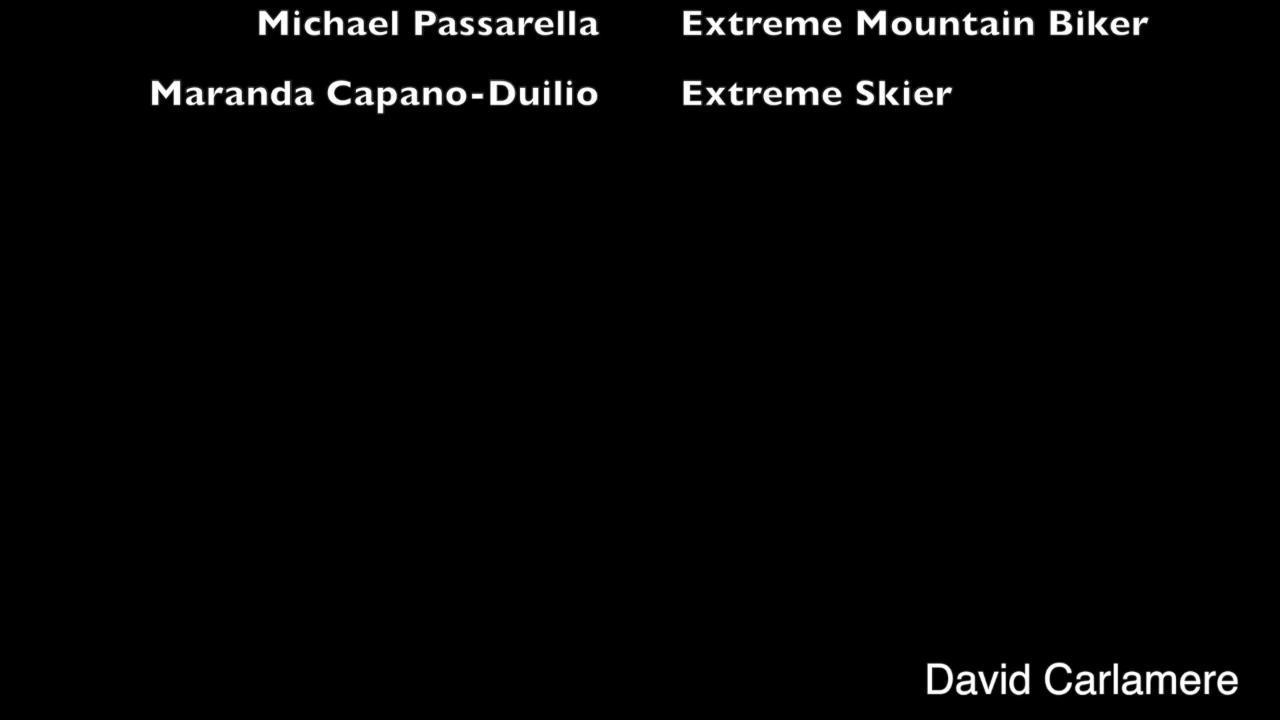 Michael Passarella Extreme Mountain Biker
Maranda Capano-Duilio Extreme Skier
David Carlamere